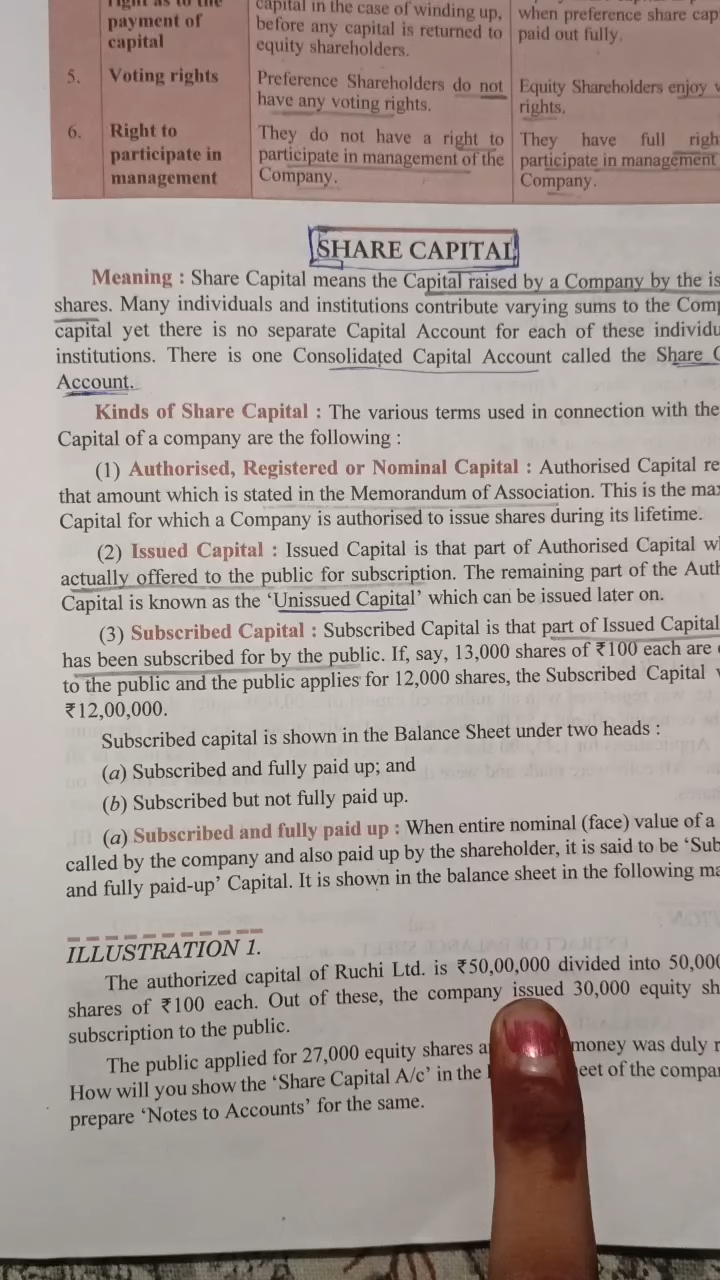 right as to the
payment of
capital
capital in the case of winding up,
before any capital is returned to
equity shareholders.
when preference share
paid out fully.
5. Voting rights
Preference Shareholders do not
have any voting rights.
Equity Shareholders enjoy
rights.
6. Right to
participate in
management
They do not have a right to
participate in management of the
Company.
They have full
participate in management
Company.
SHARE CAPITAL
Meaning : Share Capital means the Capital raised by a Company by the
shares. Many individuals and institutions contribute varying sums to the
capital yet there is no separate Capital Account for each of these
institutions. There is one Consolidated Capital Account called the Share
Account.
Kinds of Share Capital : The various terms used in connection with the
Capital of a company are the following :
(1) Authorised, Registered or Nominal Capital : Authorised Capital
that amount which is stated in the Memorandum of Association. This is the
Capital for which a Company is authorised to issue shares during its lifetime.
(2) Issued Capital : Issued Capital is that part of Authorised Capital
actually offered to the public for subscription. The remaining part of the
Capital is known as the ‘Unissued Capital’ which can be issued later on.
(3) Subscribed Capital : Subscribed Capital is that part of Issued Capital
has been subscribed for by the public. If, say, 13,000 shares of ₹100 each are
to the public and the public applies for 12,000 shares, the Subscribed Capital
₹12,00,000.
Subscribed capital is shown in the Balance Sheet under two heads :
(a) Subscribed and fully paid up; and
(b) Subscribed but not fully paid up.
(a) Subscribed and fully paid up : When entire nominal (face) value of a
called by the company and also paid up by the shareholder, it is said to be
and fully paid-up’ Capital. It is shown in the balance sheet in the following
ILLUSTRATION 1.
The authorized capital of Ruchi Ltd. is ₹50,00,000 divided into
shares of ₹100 each. Out of these, the company issued 30,000 equity
subscription to the public.
The public applied for 27,000 equity shares money was duly
How will you show the ‘Share Capital A/c’ in the of the
prepare ‘Notes to Accounts’ for the same.